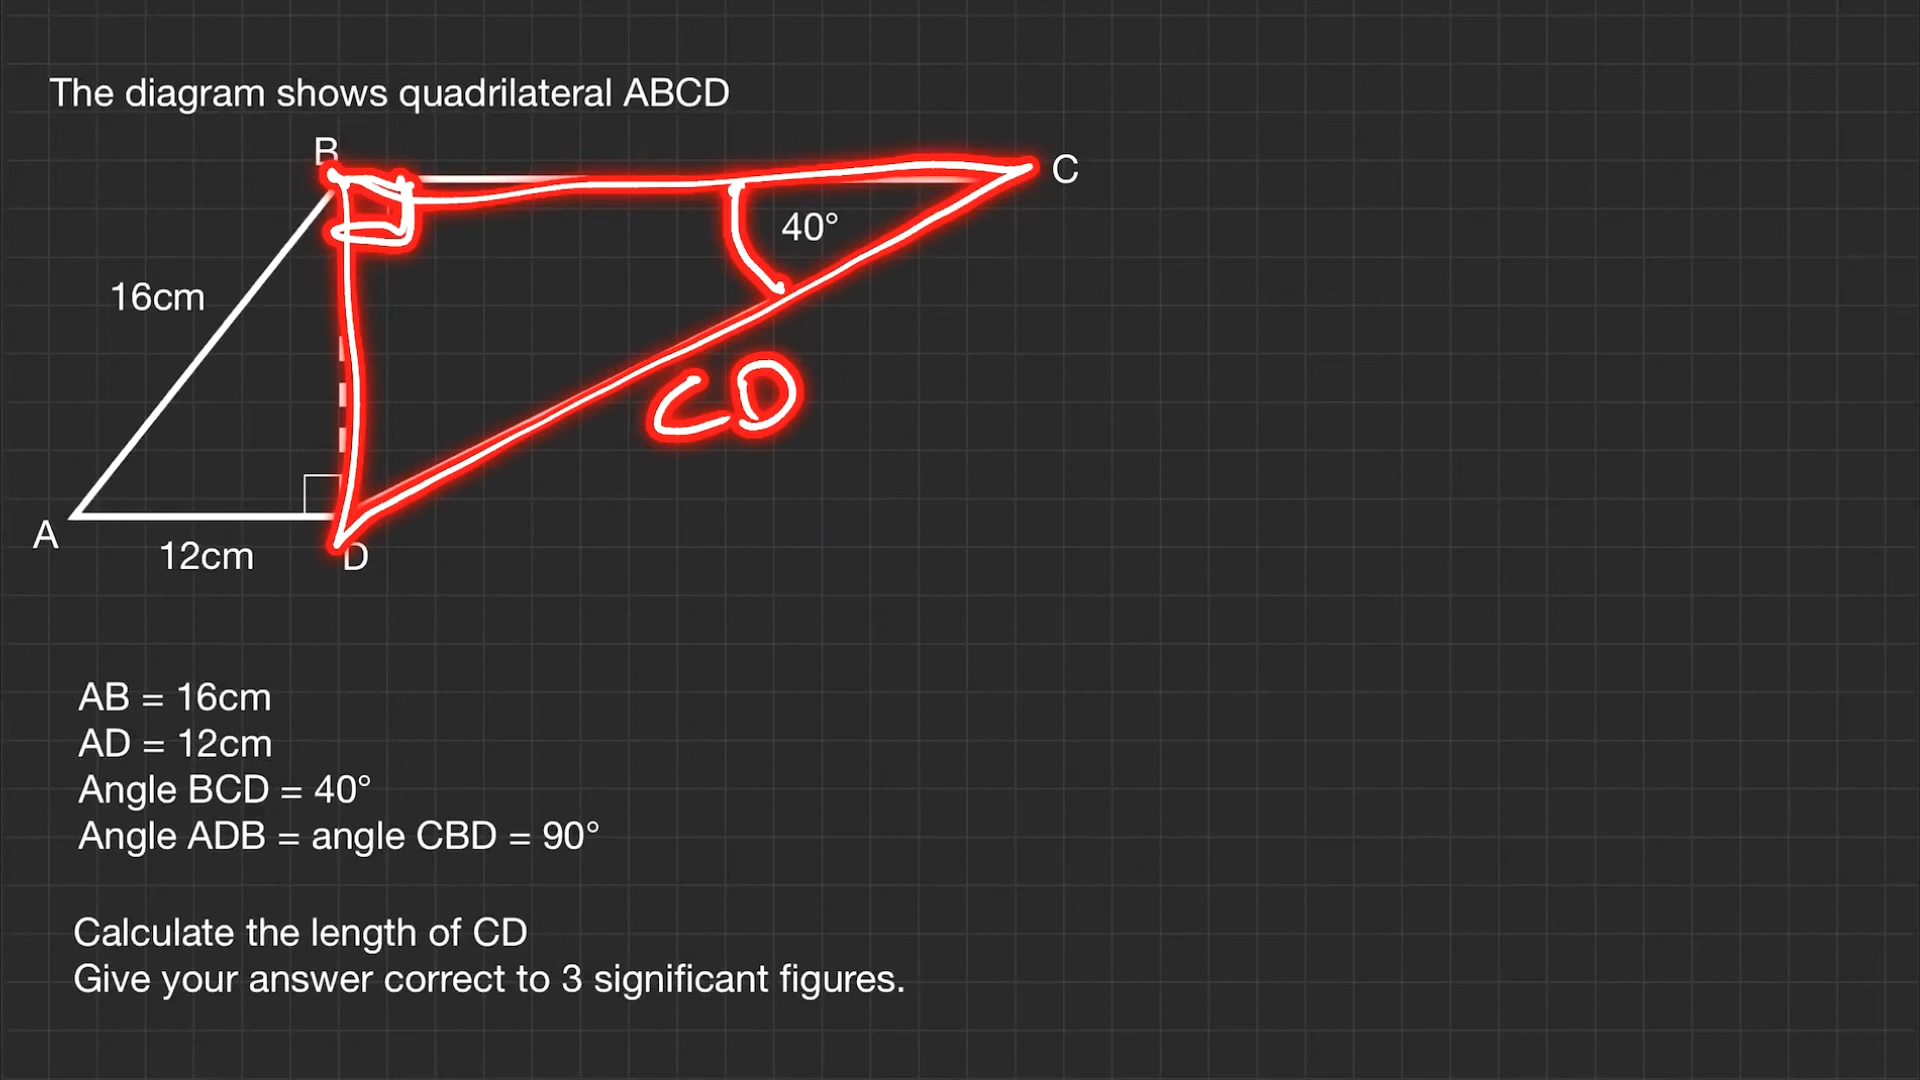 The diagram shows quadrilateral ABCD
B
C
40°
16cm
CD
A
12cm
D
AB = 16cm
AD = 12cm
Angle BCD = 40°
Angle ADB = angle CBD = 90°
Calculate the length of CD
Give your answer correct to 3 significant figures.